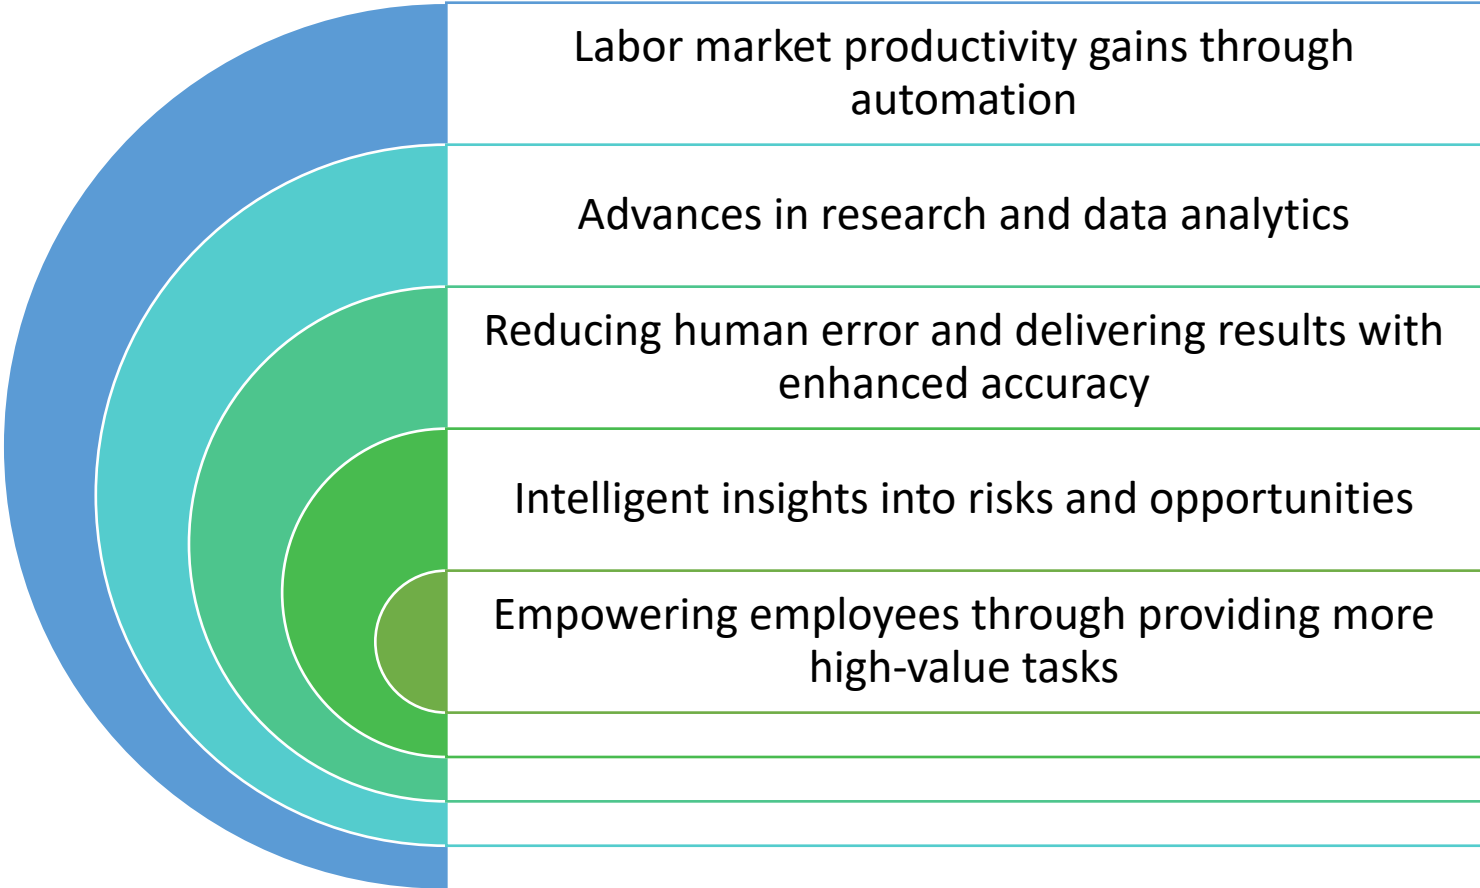 Labor market productivity gains through
automation
Advances in research and data analytics
Reducing human error and delivering results with
enhanced accuracy
Intelligent insights into risks and opportunities
Empowering employees through providing more
high-value tasks